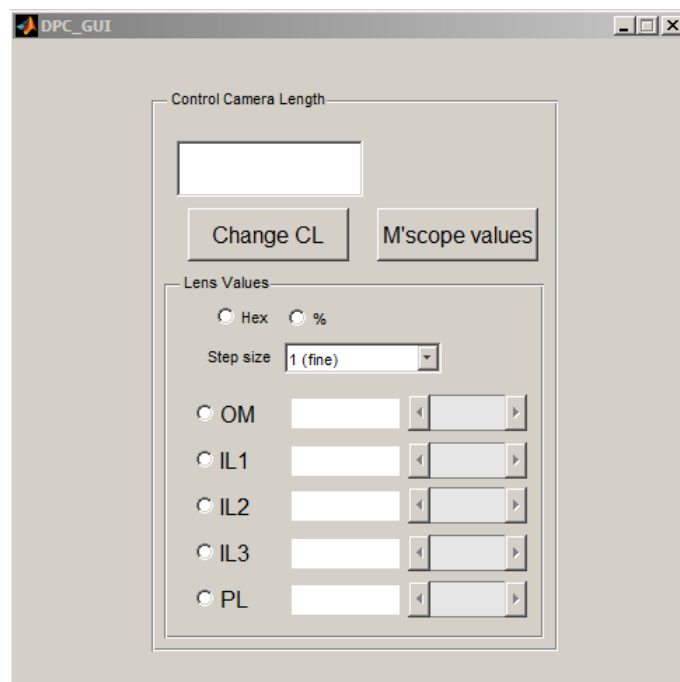 DPC_GUI
Control Camera Length
Change CL M'scope values
Lens Values
Hex %
Step size 1 (fine)
OM
IL1
IL2
IL3
PL